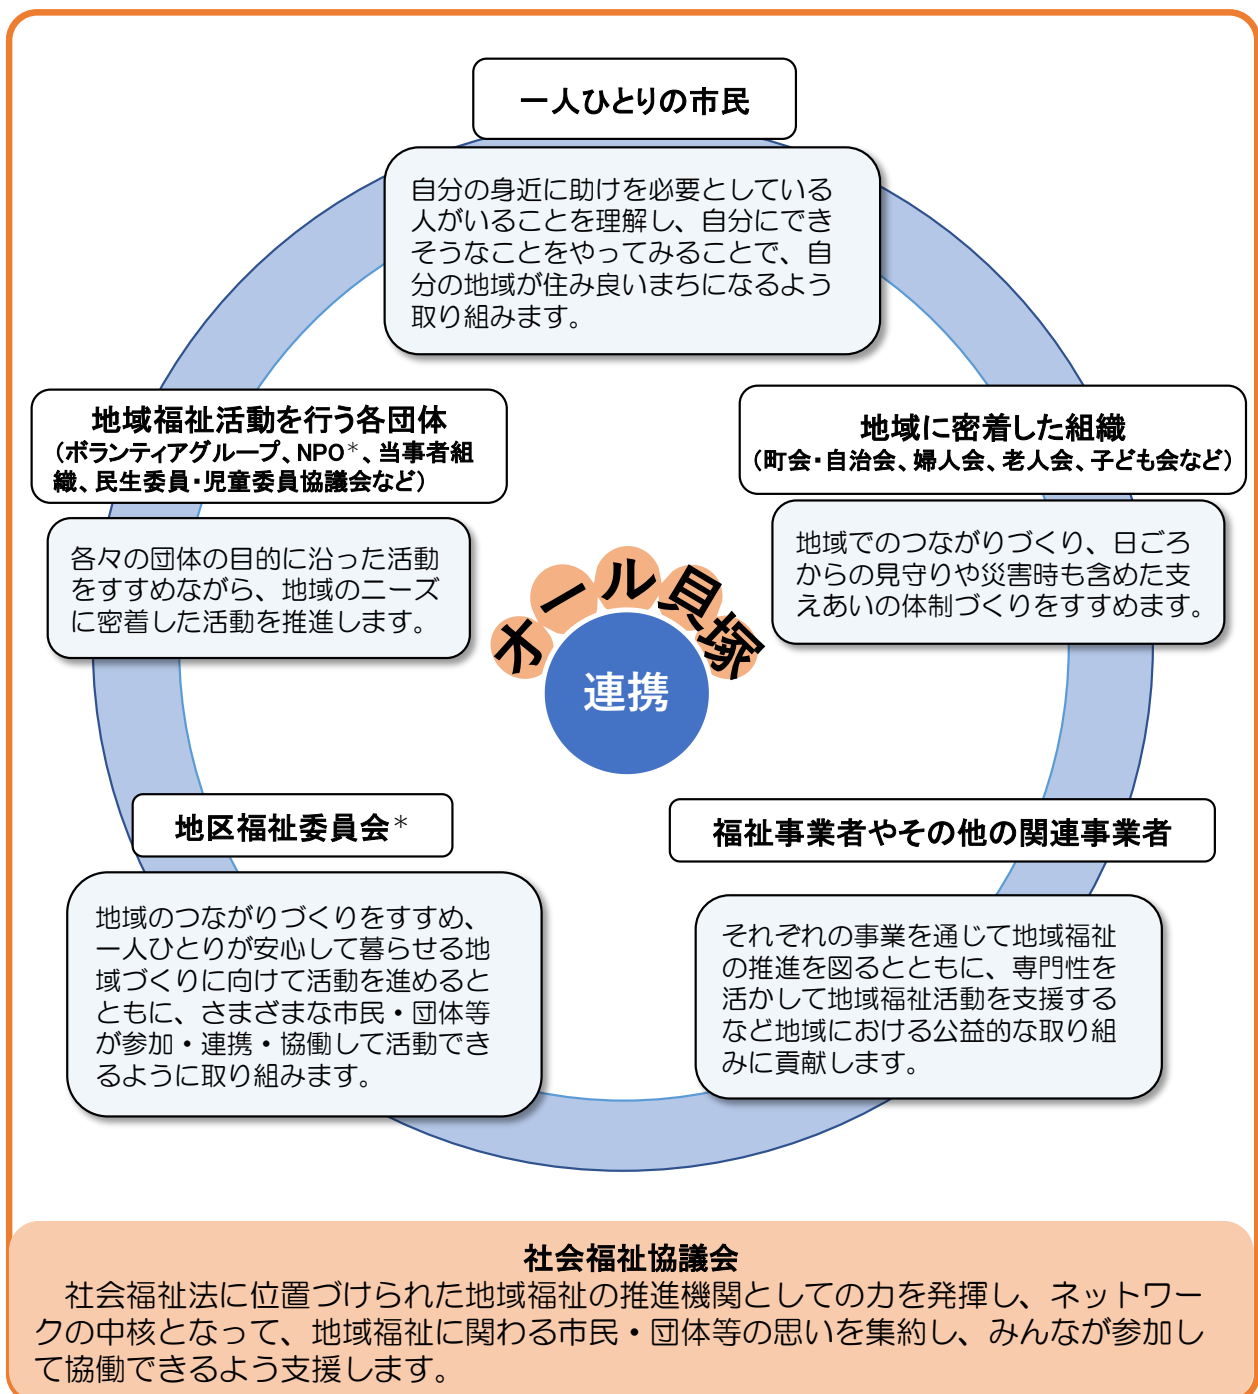 一人ひとりの市民
自分の身近に助けを必要としている
人がいることを理解し、自分にでき
そうなことをやってみることで、自
分の地域が住み良いまちになるよう
取り組みます。
地域福祉活動を行う各団体
（ボランティアグループ、NPO＊、当事者組
織、民生委員・児童委員協議会など）
各々の団体の目的に沿った活動
をすすめながら、地域のニーズ
に密着した活動を推進します。
地域に密着した組織
（町会・自治会、婦人会、老人会、子ども会など）
地域でのつながりづくり、日ごろ
からの見守りや災害時も含めた支
えあいの体制づくりをすすめます。
オール貝塚
連携
地区福祉委員会＊
地域のつながりづくりをすすめ、
一人ひとりが安心して暮らせる地
域づくりに向けて活動を進めると
ともに、さまざまな市民・団体等
が参加・連携・協働して活動でき
るように取り組みます。
福祉事業者やその他の関連事業者
それぞれの事業を通じて地域福祉
の推進を図るとともに、専門性を
活かして地域福祉活動を支援する
など地域における公益的な取り組
みに貢献します。
社会福祉協議会
社会福祉法に位置づけられた地域福祉の推進機関としての力を発揮し、ネットワー
クの中核となって、地域福祉に関わる市民・団体等の思いを集約し、みんなが参加し
て協働できるよう支援します。